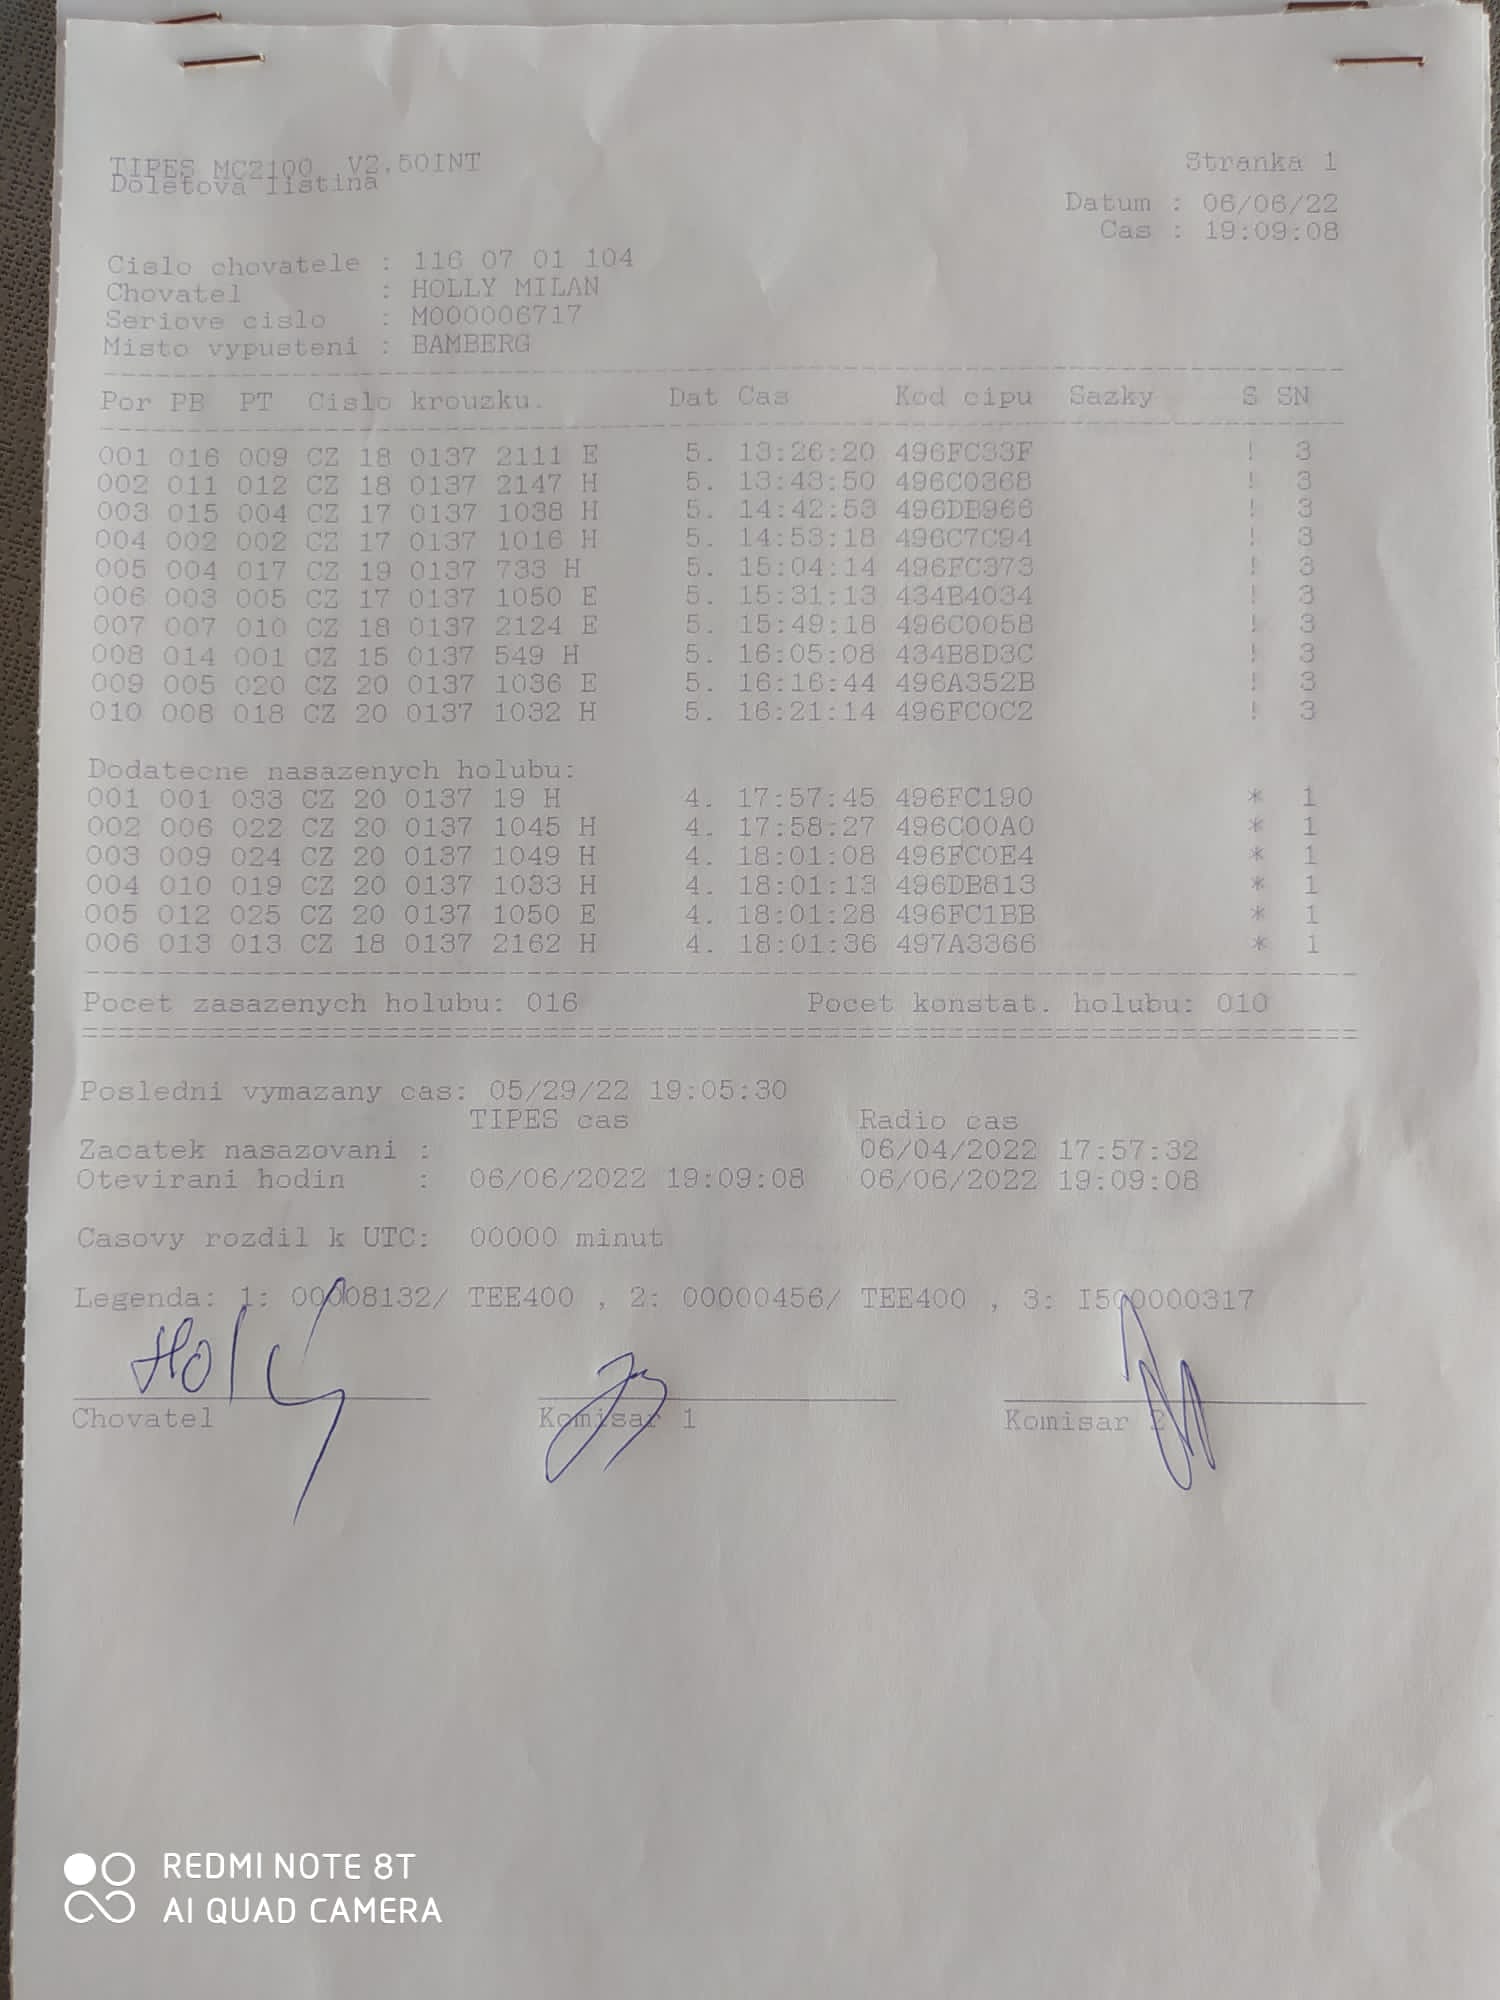 TIPES MC2100 V2.50INT Stranka 1
Doletova listina
Datum : 06/06/22
Cas : 19:09:08
Cislo chovatele : 116 07 01 104
Chovatel : HOLLY MILAN
Seriove cislo : M000006717
Misto vypusteni : BAMBERG
Por PB PT Cislo krouzku. Dat Cas Kod cipu Sazky S SN
001 016 009 CZ 18 0137 2111 E 5. 13:26:20 496FC33F ! 3
002 011 012 CZ 18 0137 2147 H 5. 13:43:50 496C0368 ! 3
003 015 004 CZ 17 0137 1038 H 5. 14:42:53 496DB966 ! 3
004 002 002 CZ 17 0137 1016 H 5. 14:53:18 496C7C94 ! 3
005 004 017 CZ 19 0137 733 H 5. 15:04:14 496FC373 ! 3
006 003 005 CZ 17 0137 1050 E 5. 15:31:13 434B4034 ! 3
007 007 010 CZ 18 0137 2124 E 5. 15:49:18 496C0058 ! 3
008 014 001 CZ 15 0137 549 H 5. 16:05:08 434B8D3C ! 3
009 005 020 CZ 20 0137 1036 E 5. 16:16:44 496A352B ! 3
010 008 018 CZ 20 0137 1032 H 5. 16:21:14 496FC0C2 ! 3
Dodatecne nasazenych holubu:
001 001 033 CZ 20 0137 19 H 4. 17:57:45 496FC190 * 1
002 006 022 CZ 20 0137 1045 H 4. 17:58:27 496C00A0 * 1
003 009 024 CZ 20 0137 1049 H 4. 18:01:08 496FC0E4 * 1
004 010 019 CZ 20 0137 1033 H 4. 18:01:13 496DB813 * 1
005 012 025 CZ 20 0137 1050 E 4. 18:01:28 496FC1BB * 1
006 013 013 CZ 18 0137 2162 H 4. 18:01:36 497A3366 * 1
Pocet zasazenych holubu: 016 Pocet konstat. holubu: 010
Posledni vymazany cas: 05/29/22 19:05:30
TIPES cas Radio cas
Zacatek nasazovani : 06/04/2022 17:57:32
Otevirani hodin : 06/06/2022 19:09:08 06/06/2022 19:09:08
Casovy rozdil k UTC: 00000 minut
Legenda: 1: 00008132/ TEE400 , 2: 00000456/ TEE400 , 3: I500000317
Chovatel Komisar 1 Komisar 2
REDMI NOTE 8T
AI QUAD CAMERA